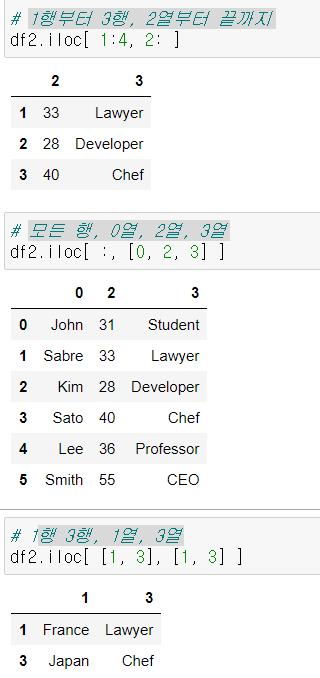 # 1행부터 3행, 2열부터 끝까지
df2.iloc[ 1:4, 2: ]
2 3
1 33 Lawyer
2 28 Developer
3 40 Chef
# 모든 행, 0열, 2열, 3열
df2.iloc[ :, [0, 2, 3] ]
0 2 3
0 John 31 Student
1 Sabre 33 Lawyer
2 Kim 28 Developer
3 Sato 40 Chef
4 Lee 36 Professor
5 Smith 55 CEO
# 1행 3행, 1열, 3열
df2.iloc[ [1, 3], [1, 3] ]
1 3
1 France Lawyer
3 Japan Chef